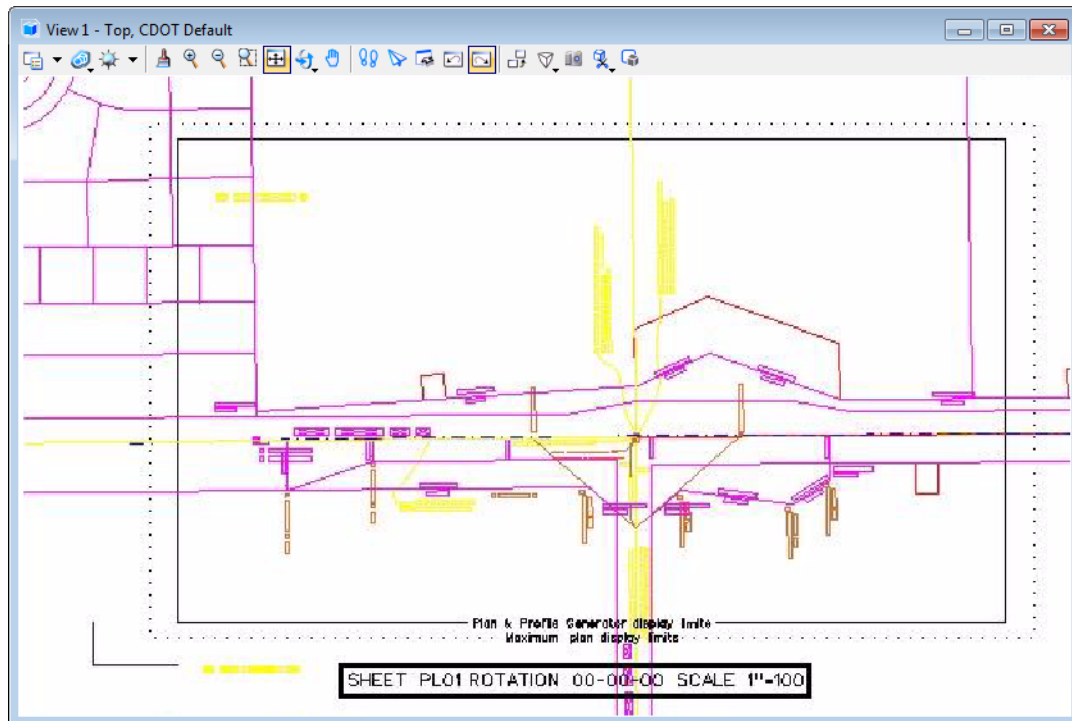 View 1 - Top, CDOT Default
Plan & Profile Generator display limits
Maximum plan display limits
SHEET PL01 ROTATION 00-00-00 SCALE 1"=100